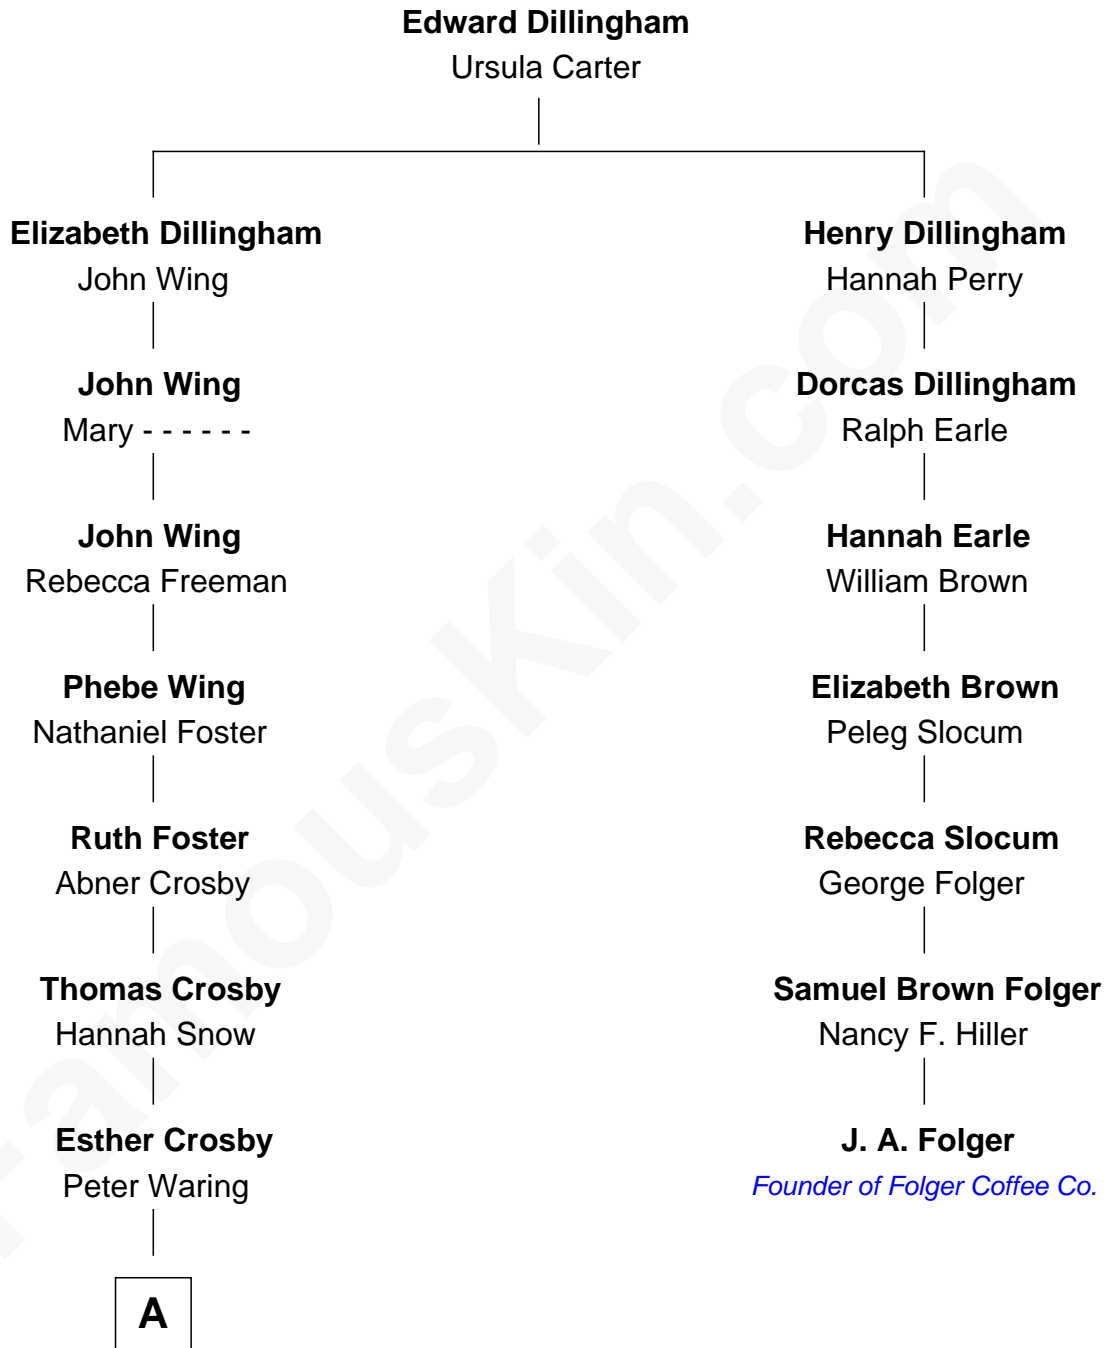 Edward Dillingham
Ursula Carter
Elizabeth Dillingham
John Wing
John Wing
Mary - - - - - -
John Wing
Rebecca Freeman
Phebe Wing
Nathaniel Foster
Ruth Foster
Abner Crosby
Thomas Crosby
Hannah Snow
Esther Crosby
Peter Waring
A
Henry Dillingham
Hannah Perry
Dorcas Dillingham
Ralph Earle
Hannah Earle
William Brown
Elizabeth Brown
Peleg Slocum
Rebecca Slocum
George Folger
Samuel Brown Folger
Nancy F. Hiller
J. A. Folger
Founder of Folger Coffee Co.
FamousKin.com